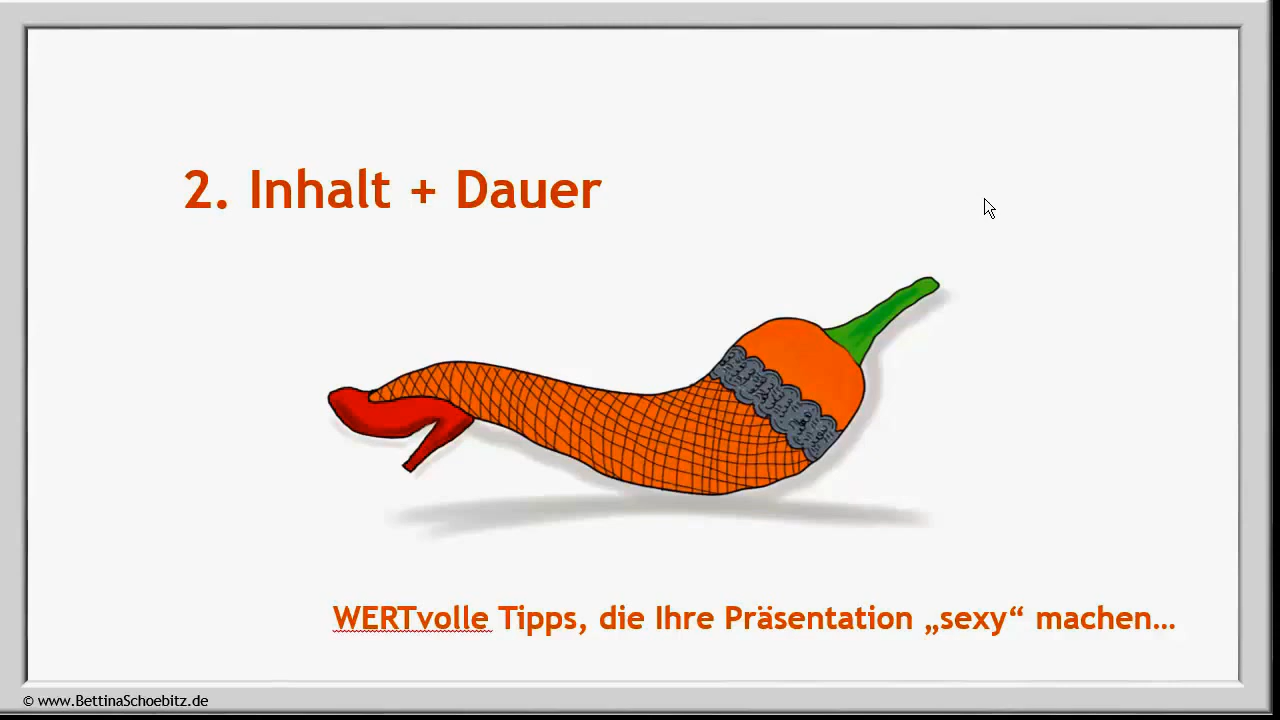 2. Inhalt + Dauer
WERTvolle Tipps, die Ihre Präsentation „sexy“ machen...
© www.BettinaSchoebitz.de